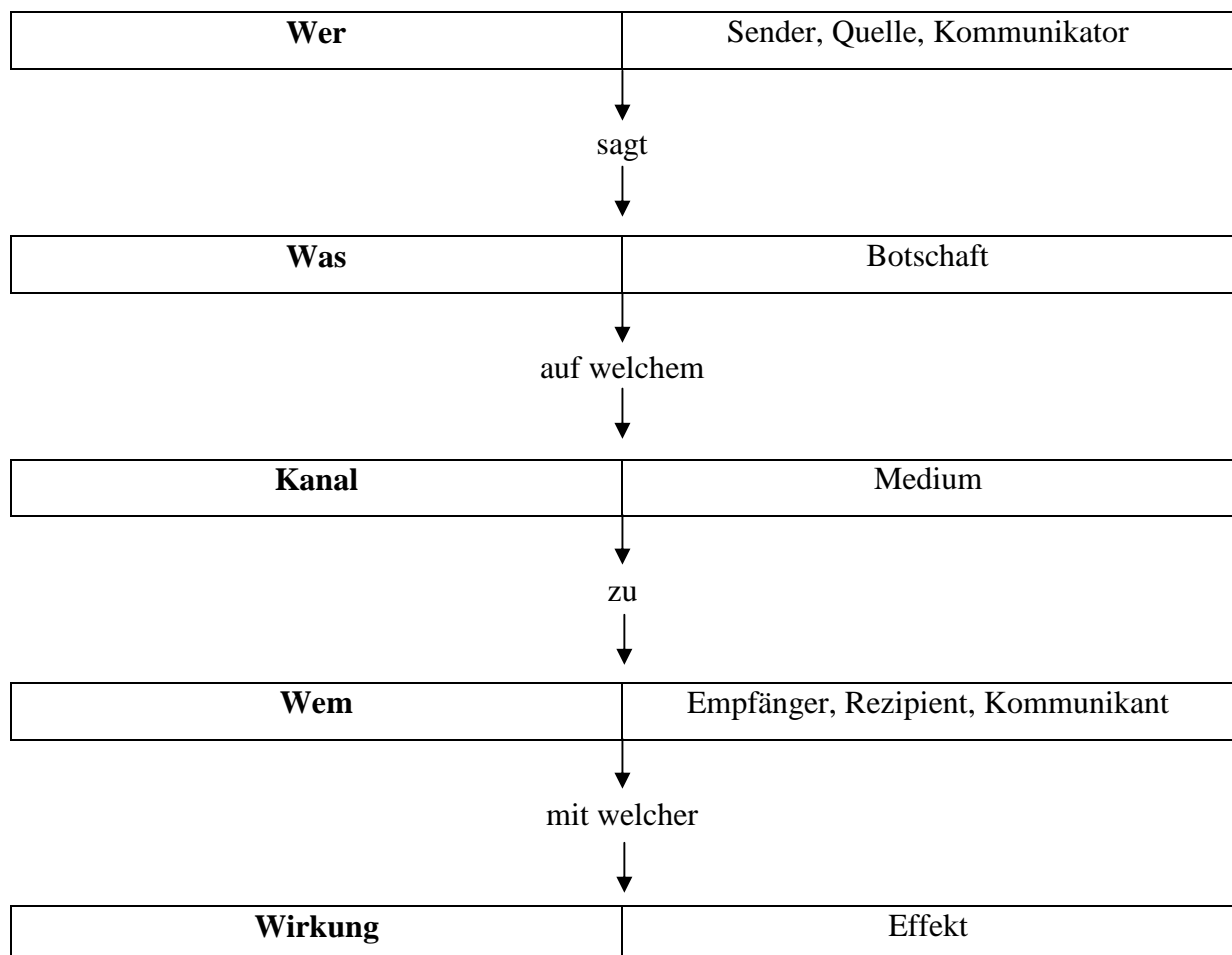 Wer Sender, Quelle, Kommunikator
sagt
Was Botschaft
auf welchem
Kanal Medium
zu
Wem Empfänger, Rezipient, Kommunikant
mit welcher
Wirkung Effekt